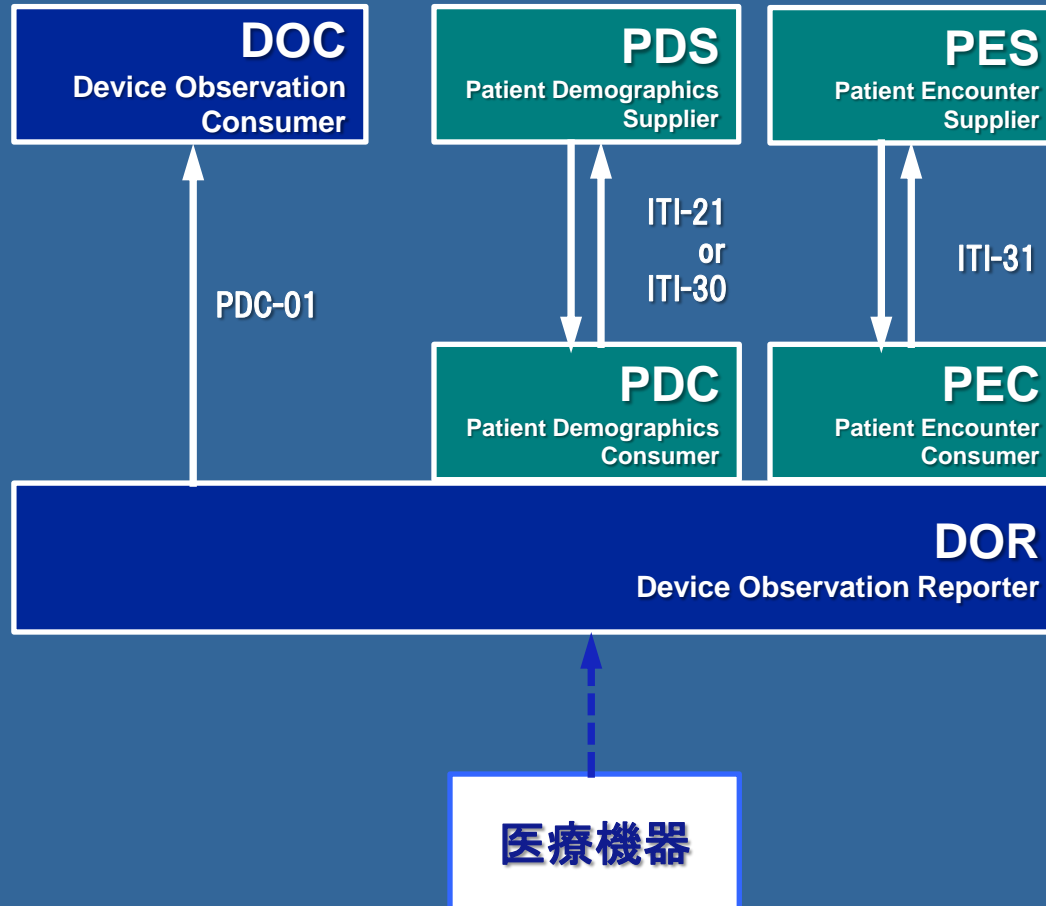 DOC
Device Observation
Consumer
PDS
Patient Demographics
Supplier
PES
Patient Encounter
Supplier
PDC-01
ITI-21
or
ITI-30
ITI-31
PDC
Patient Demographics
Consumer
PEC
Patient Encounter
Consumer
DOR
Device Observation Reporter
医療機器